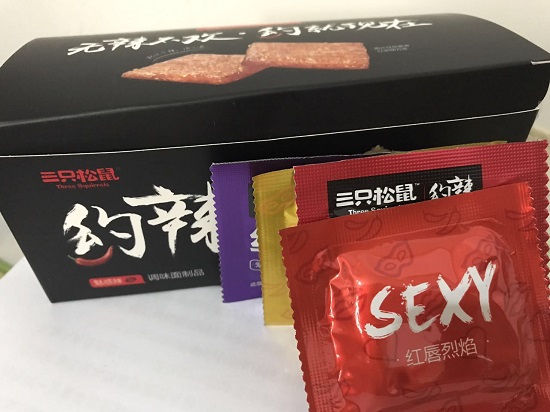 无辣不欢·约就现在
三只松鼠
Three Squirrels
约辣
调味面制品
三只松鼠
约辣
SEXY
·红唇烈焰·